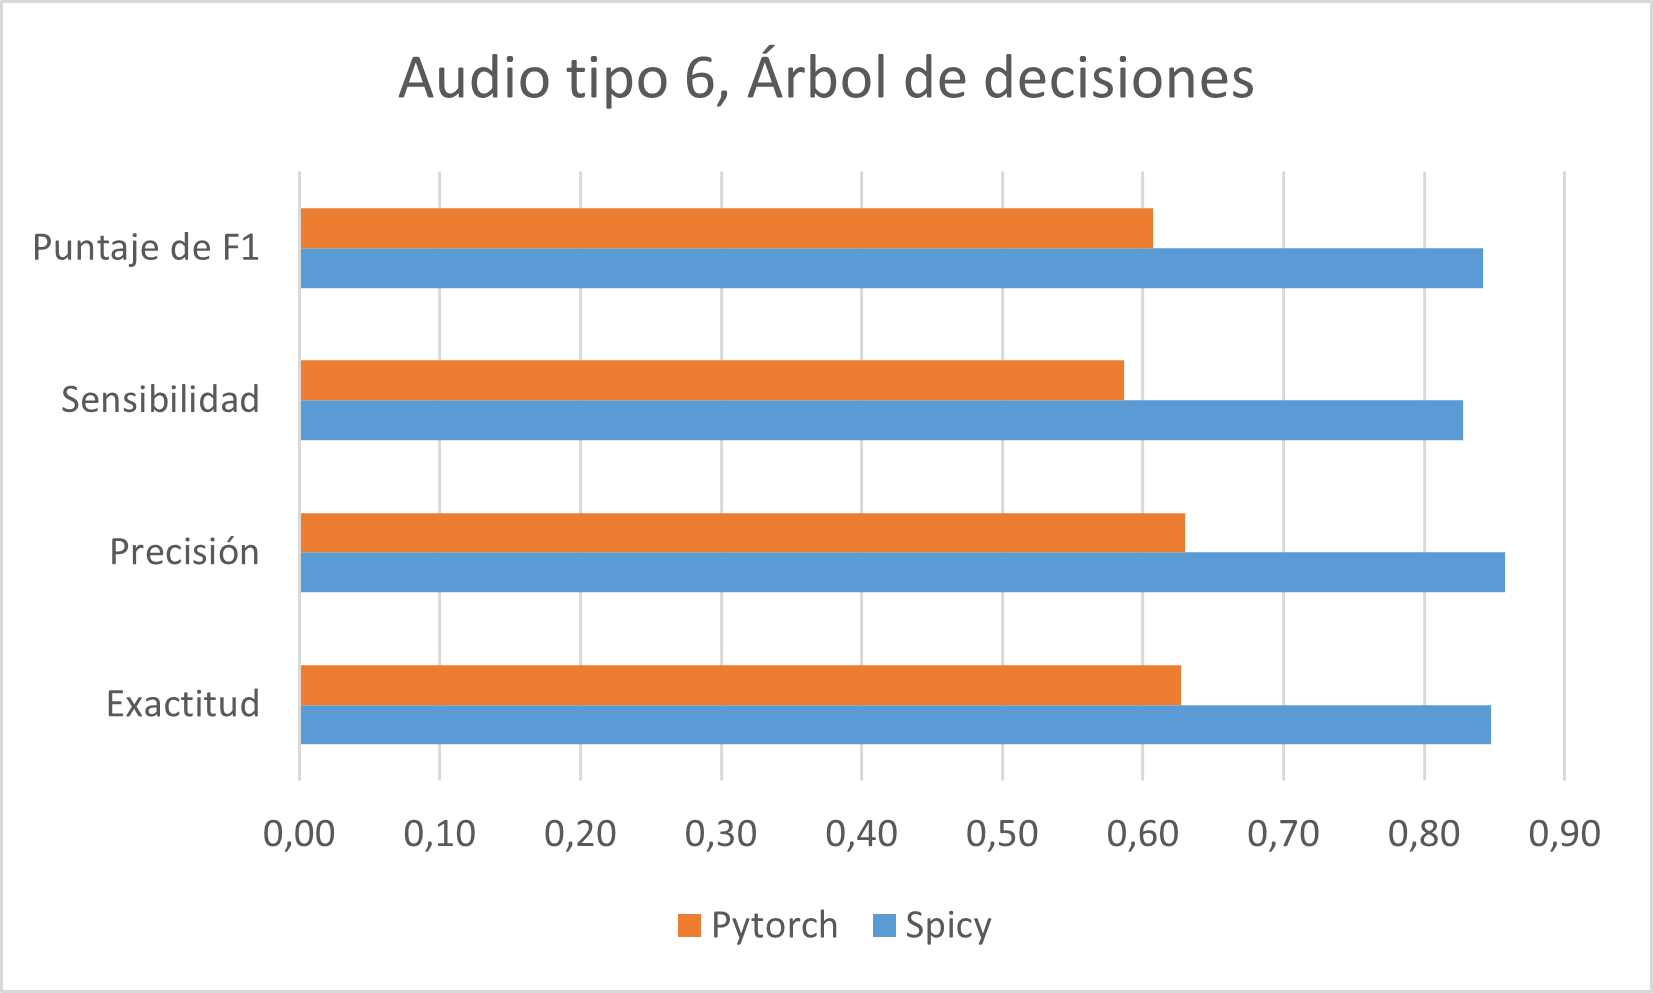 Audio tipo 6, Árbol de decisiones
Puntaje de F1
Sensibilidad
Precisión
Exactitud
0,00 0,10 0,20 0,30 0,40 0,50 0,60 0,70 0,80 0,90
Pytorch Spicy